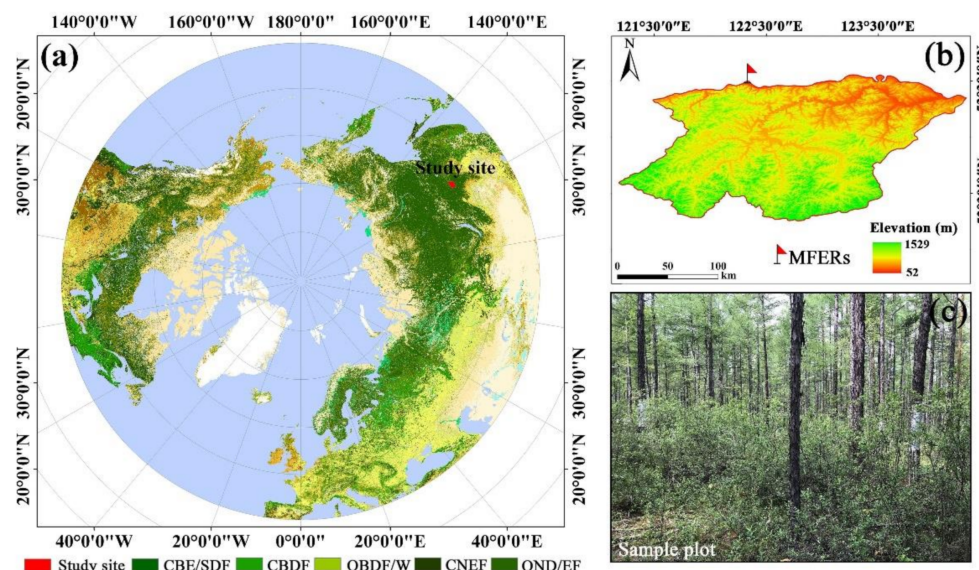 140°0'0"W 160°0'0"W 180°0'0" 160°0'0"E 140°0'0"E
(a)
20°0'0"N
30°0'0"N
20°0'0"N
30°0'0"N
Study site
30°0'0"N
20°0'0"N
30°0'0"N
20°0'0"N
40°0'0"W 20°0'0"W 0°0'0" 20°0'0"E 40°0'0"E
Study site CBE/SDF CBDF OBDF/W CNEF OND/EF
121°30'0"E 122°30'0"E 123°30'0"E
N
(b)
Elevation (m)
1529
52
MFERs
0 50 100
km
(c)
Sample plot